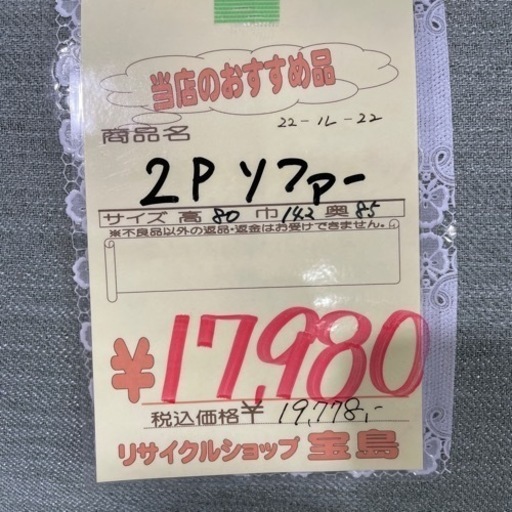 当店のおすすめ品
22-ル-22
商品名
2Pソファー
サイズ 高 80 巾 142 奥 85
※不良品以外の返品・返金はお受けできません。
¥17,980
税込価格¥ 19,778,-
リサイクルショップ 宝島